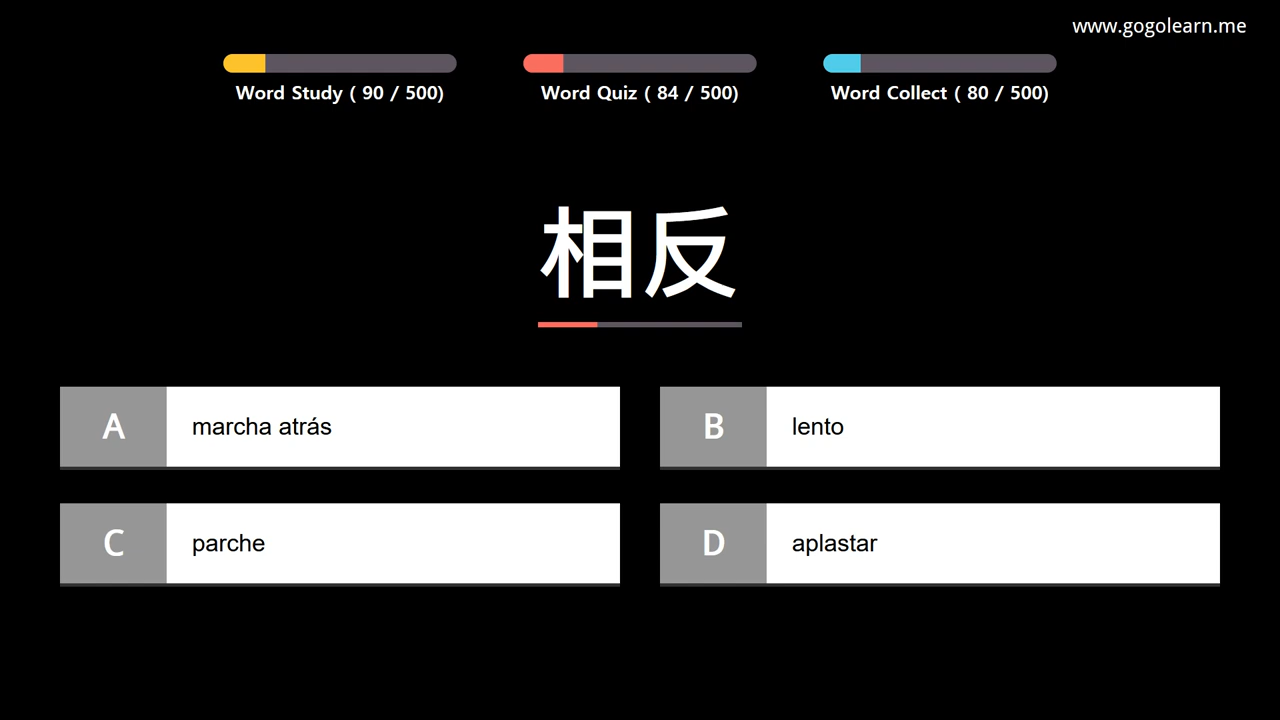 www.gogolearn.me
Word Study ( 90 / 500)
Word Quiz ( 84 / 500)
Word Collect ( 80 / 500)
相反
A marcha atrás
B lento
C parche
D aplastar